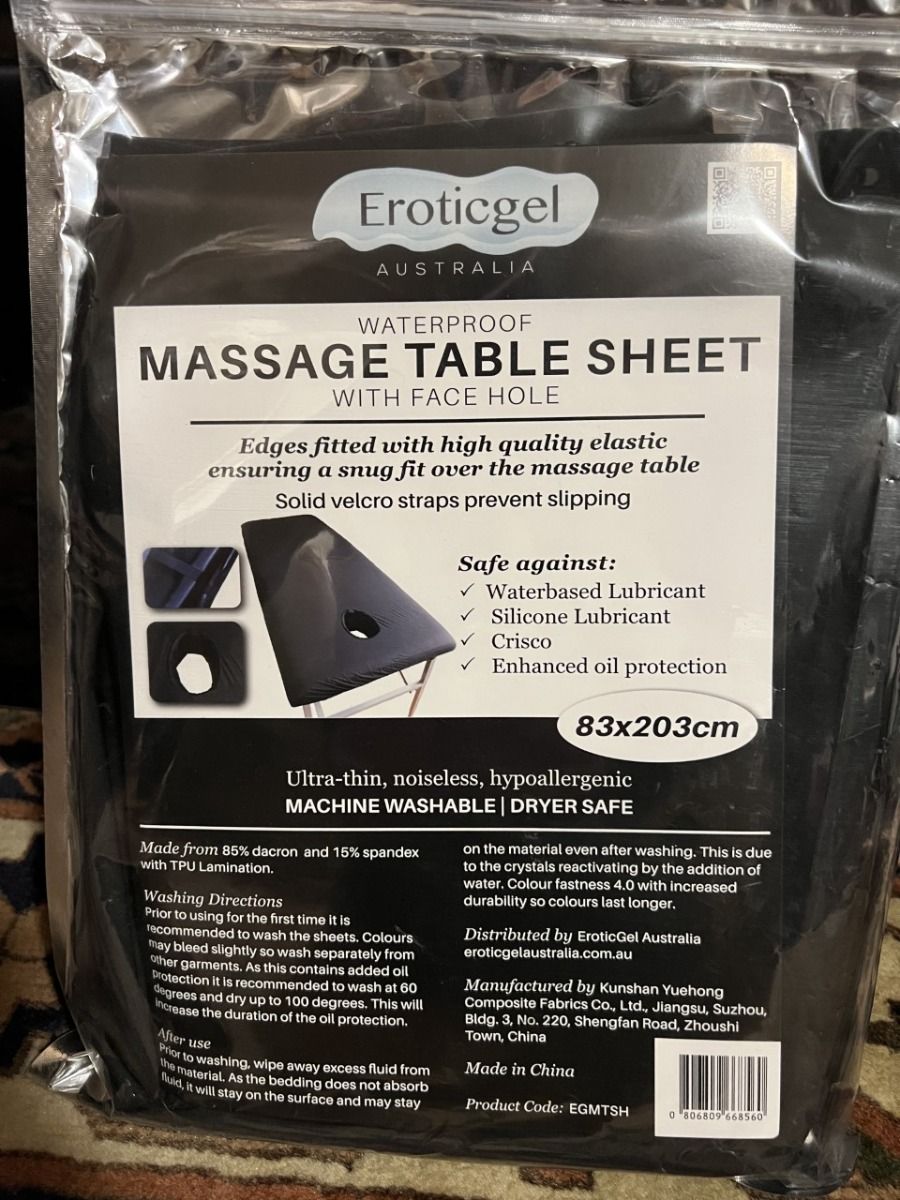 Eroticgel
AUSTRALIA
WATERPROOF
MASSAGE TABLE SHEET
WITH FACE HOLE
Edges fitted with high quality elastic
ensuring a snug fit over the massage table
Solid velcro straps prevent slipping
Safe against:
✓ Waterbased Lubricant
✓ Silicone Lubricant
✓ Crisco
✓ Enhanced oil protection
83x203cm
Ultra-thin, noiseless, hypoallergenic
MACHINE WASHABLE | DRYER SAFE
Made from 85% dacron and 15% spandex
with TPU Lamination.
Washing Directions
Prior to using for the first time it is
recommended to wash the sheets. Colours
may bleed slightly so wash separately from
other garments. As this contains added oil
protection it is recommended to wash at 60
degrees and dry up to 100 degrees. This will
increase the duration of the oil protection.
After use
Prior to washing, wipe away excess fluid from
the material. As the bedding does not absorb
fluid, it will stay on the surface and may stay
on the material even after washing. This is due
to the crystals reactivating by the addition of
water. Colour fastness 4.0 with increased
durability so colours last longer.
Distributed by EroticGel Australia
eroticgelaustralia.com.au
Manufactured by Kunshan Yuehong
Composite Fabrics Co., Ltd., Jiangsu, Suzhou,
Bldg. 3, No. 220, Shengfan Road, Zhoushi
Town, China
Made in China
Product Code: EGMTSH
0 806809 668560